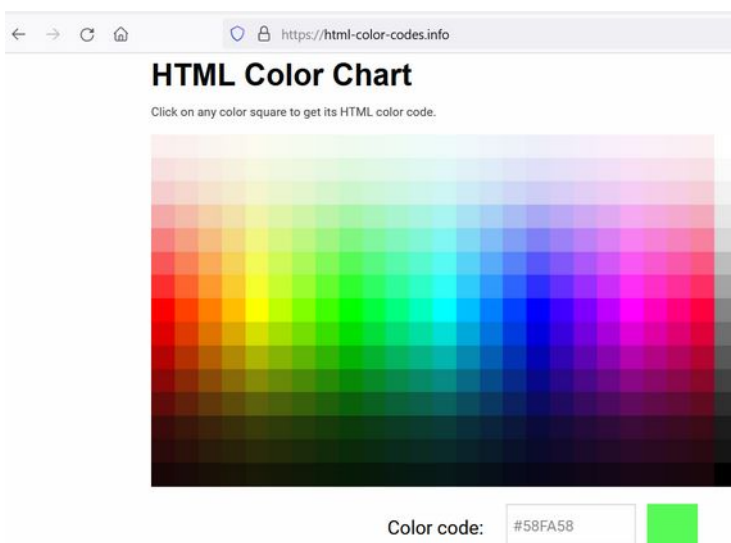 https://html-color-codes.info
HTML Color Chart
Click on any color square to get its HTML color code.
Color code: #58FA58